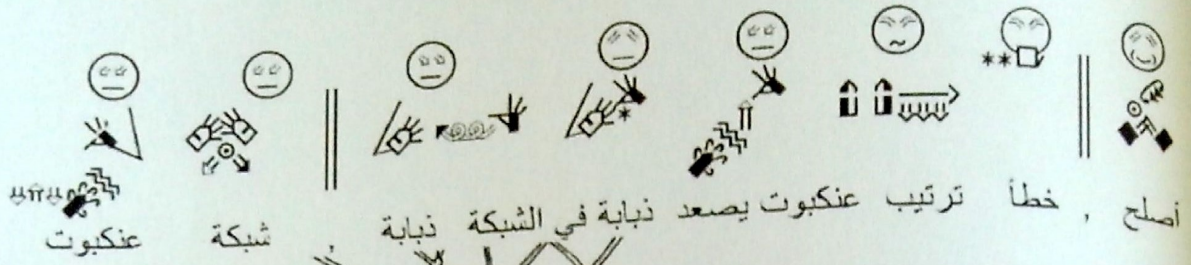 أصلح , خطأ ترتيب عنكبوت يصعد ذبابة في الشبكة ذبابة , شبكة عنكبوت